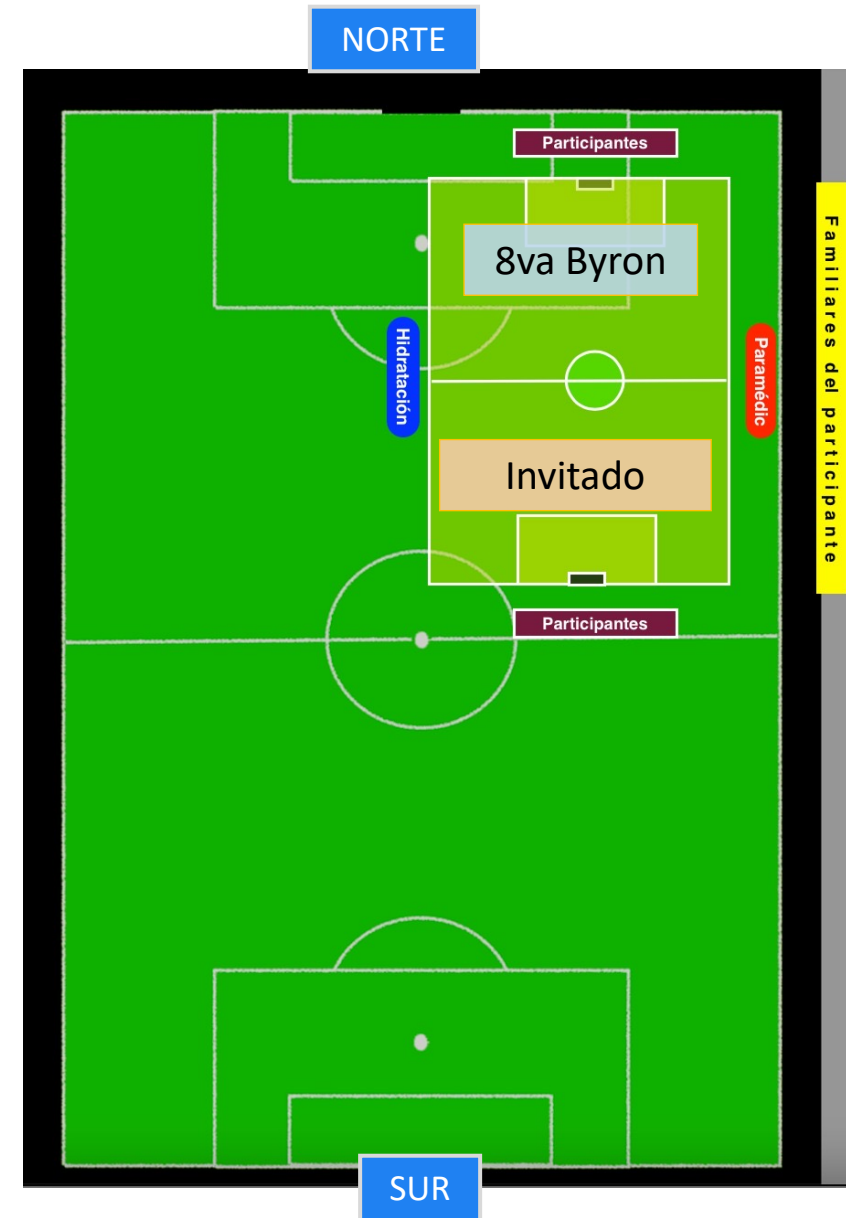 NORTE
Participantes
8va Byron
Hidratación
Paramédic
Familiares del participante
Invitado
Participantes
SUR